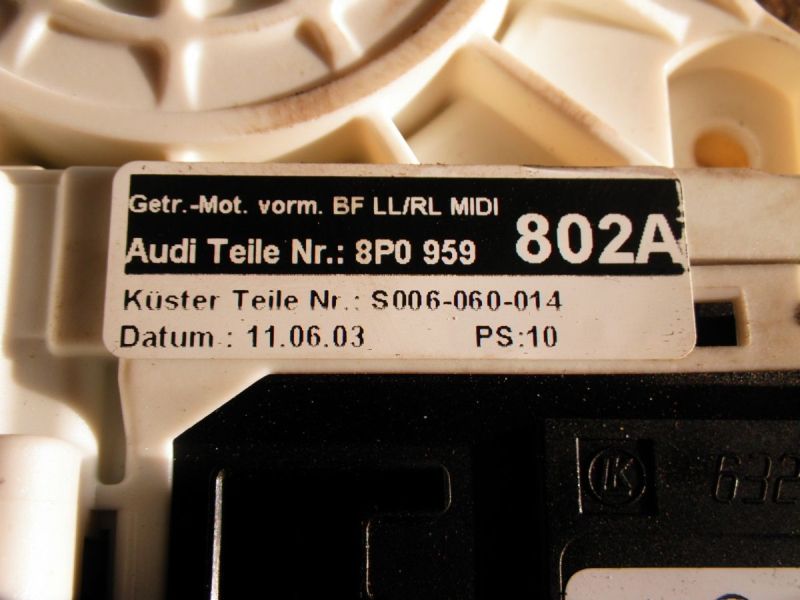 Getr.-Mot. vorm. BF LL/RL MIDI
Audi Teile Nr.: 8P0 959 802A
Küster Teile Nr.: S006-060-014
Datum : 11.06.03 PS:10
K 632